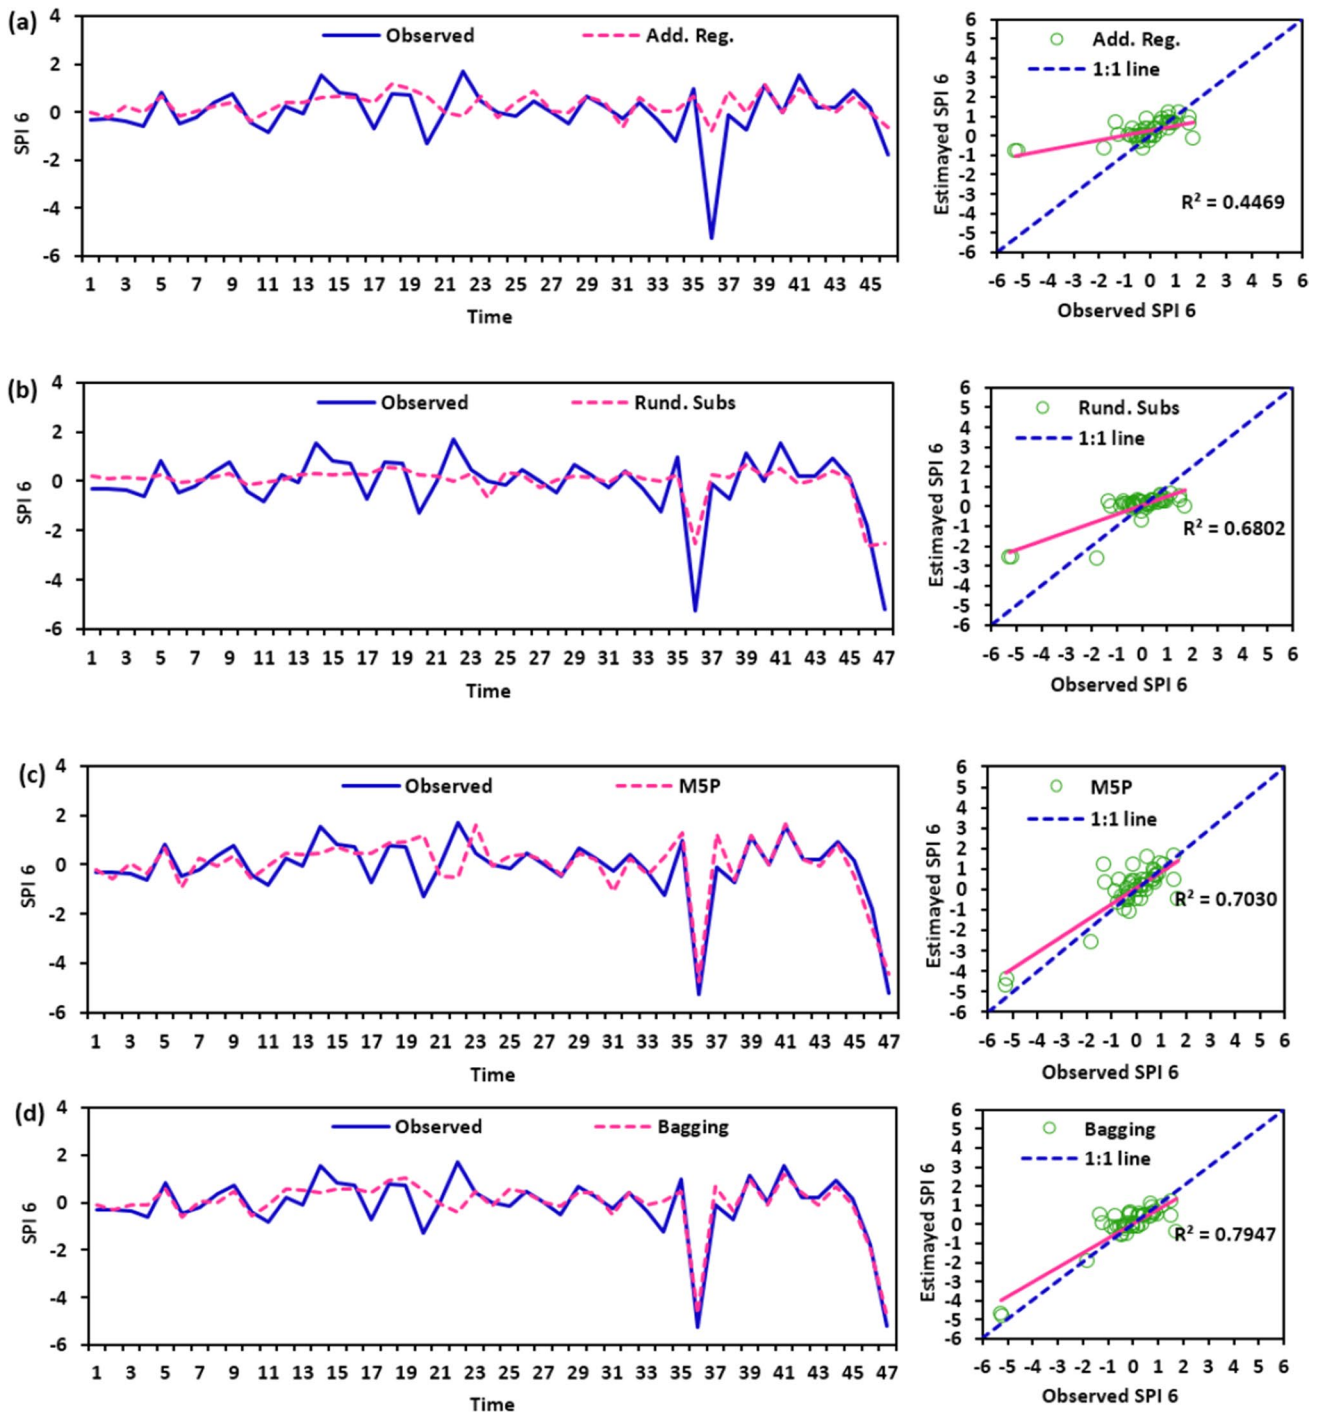 (a)
4
2
0
-2
-4
-6
SPI 6
Observed
Add. Reg.
1 3 5 7 9 11 13 15 17 19 21 23 25 27 29 31 33 35 37 39 41 43 45
Time
6
5
4
3
2
1
0
-1
-2
-3
-4
-5
-6
Estimayed SPI 6
Add. Reg.
1:1 line
R² = 0.4469
-6 -5 -4 -3 -2 -1 0 1 2 3 4 5 6
Observed SPI 6
(b)
4
2
0
-2
-4
-6
SPI 6
Observed
Rund. Subs
1 3 5 7 9 11 13 15 17 19 21 23 25 27 29 31 33 35 37 39 41 43 45 47
Time
6
5
4
3
2
1
0
-1
-2
-3
-4
-5
-6
Estimayed SPI 6
Rund. Subs
1:1 line
R² = 0.6802
-6 -5 -4 -3 -2 -1 0 1 2 3 4 5 6
Observed SPI 6
(c)
4
2
0
-2
-4
-6
SPI 6
Observed
M5P
1 3 5 7 9 11 13 15 17 19 21 23 25 27 29 31 33 35 37 39 41 43 45 47
Time
6
5
4
3
2
1
0
-1
-2
-3
-4
-5
-6
Estimayed SPI 6
M5P
1:1 line
R² = 0.7030
-6 -5 -4 -3 -2 -1 0 1 2 3 4 5 6
Observed SPI 6
(d)
4
2
0
-2
-4
-6
SPI 6
Observed
Bagging
1 3 5 7 9 11 13 15 17 19 21 23 25 27 29 31 33 35 37 39 41 43 45 47
Time
6
5
4
3
2
1
0
-1
-2
-3
-4
-5
-6
Estimayed SPI 6
Bagging
1:1 line
R² = 0.7947
-6 -5 -4 -3 -2 -1 0 1 2 3 4 5 6
Observed SPI 6